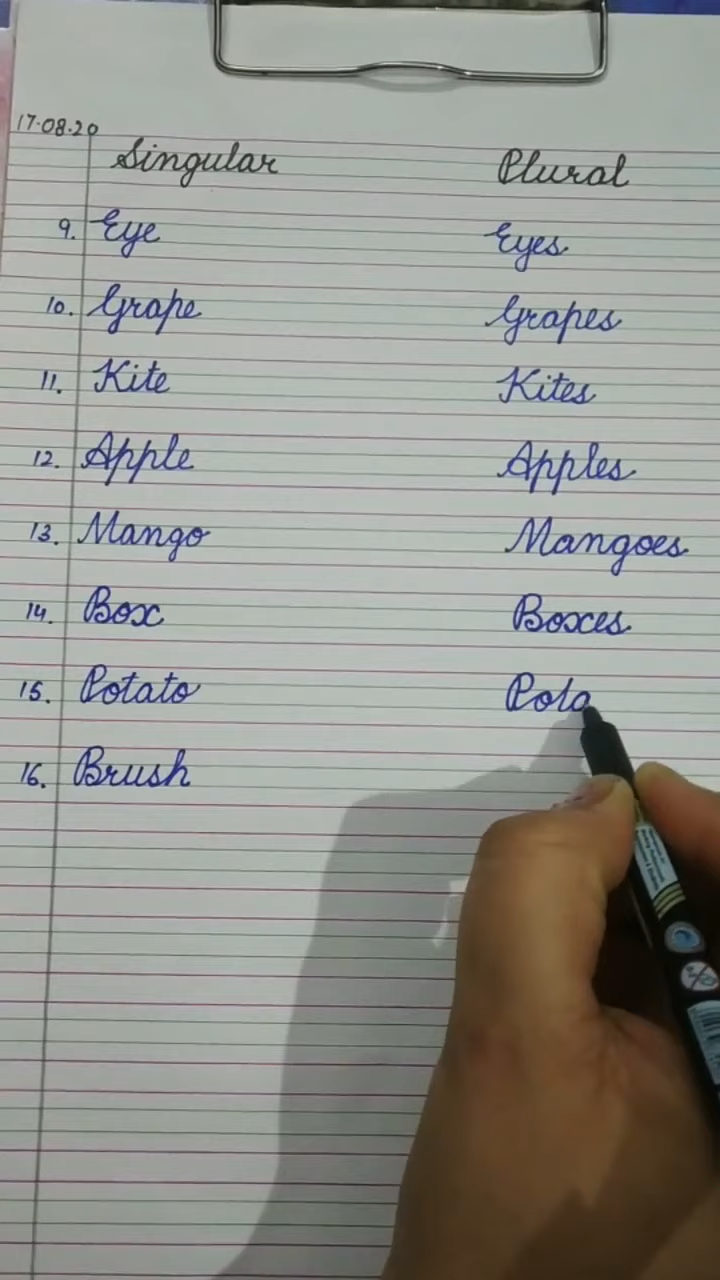 17.08.20
Singular Plural
9. Eye Eyes
10. Grape Grapes
11. Kite Kites
12. Apple Apples
13. Mango Mangoes
14. Box Boxes
15. Potato Pota
16. Brush